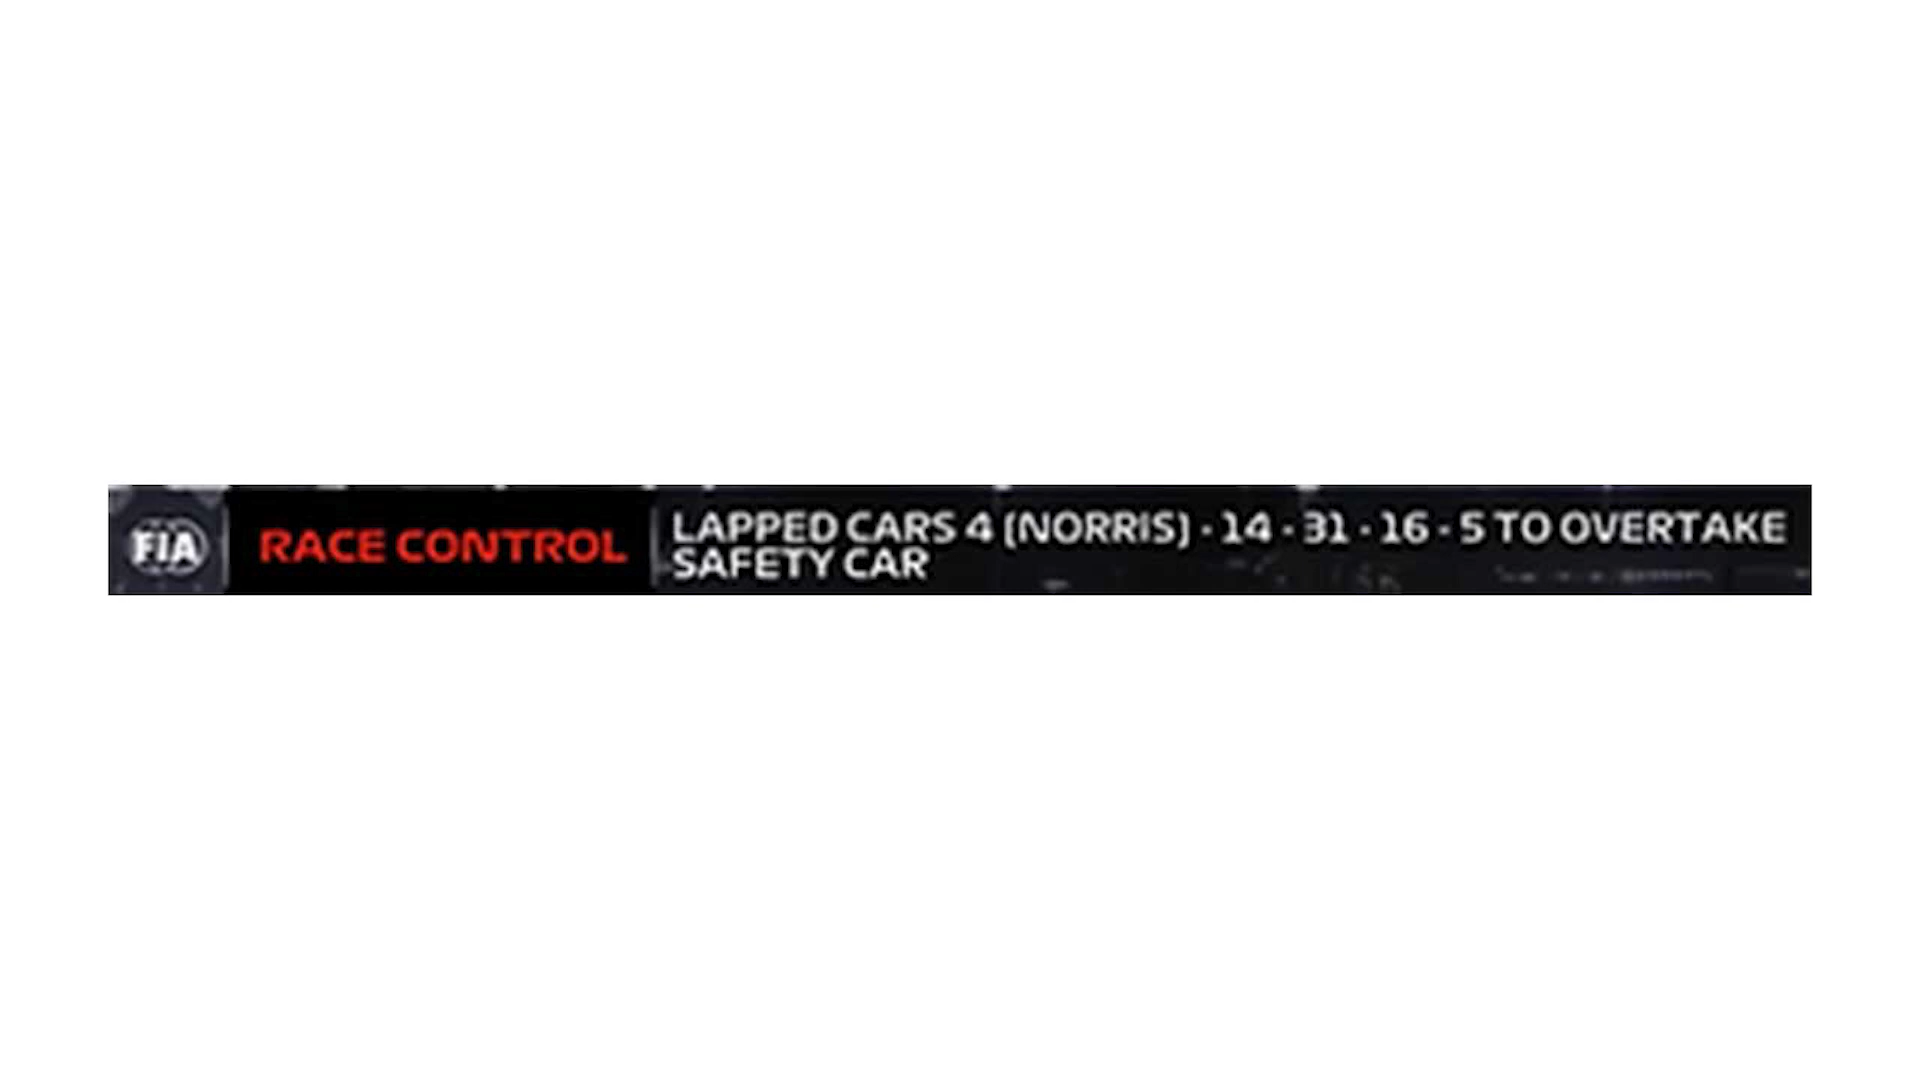 FIA
RACE CONTROL
LAPPED CARS 4 (NORRIS) - 14 - 31 - 16 - 5 TO OVERTAKE
SAFETY CAR